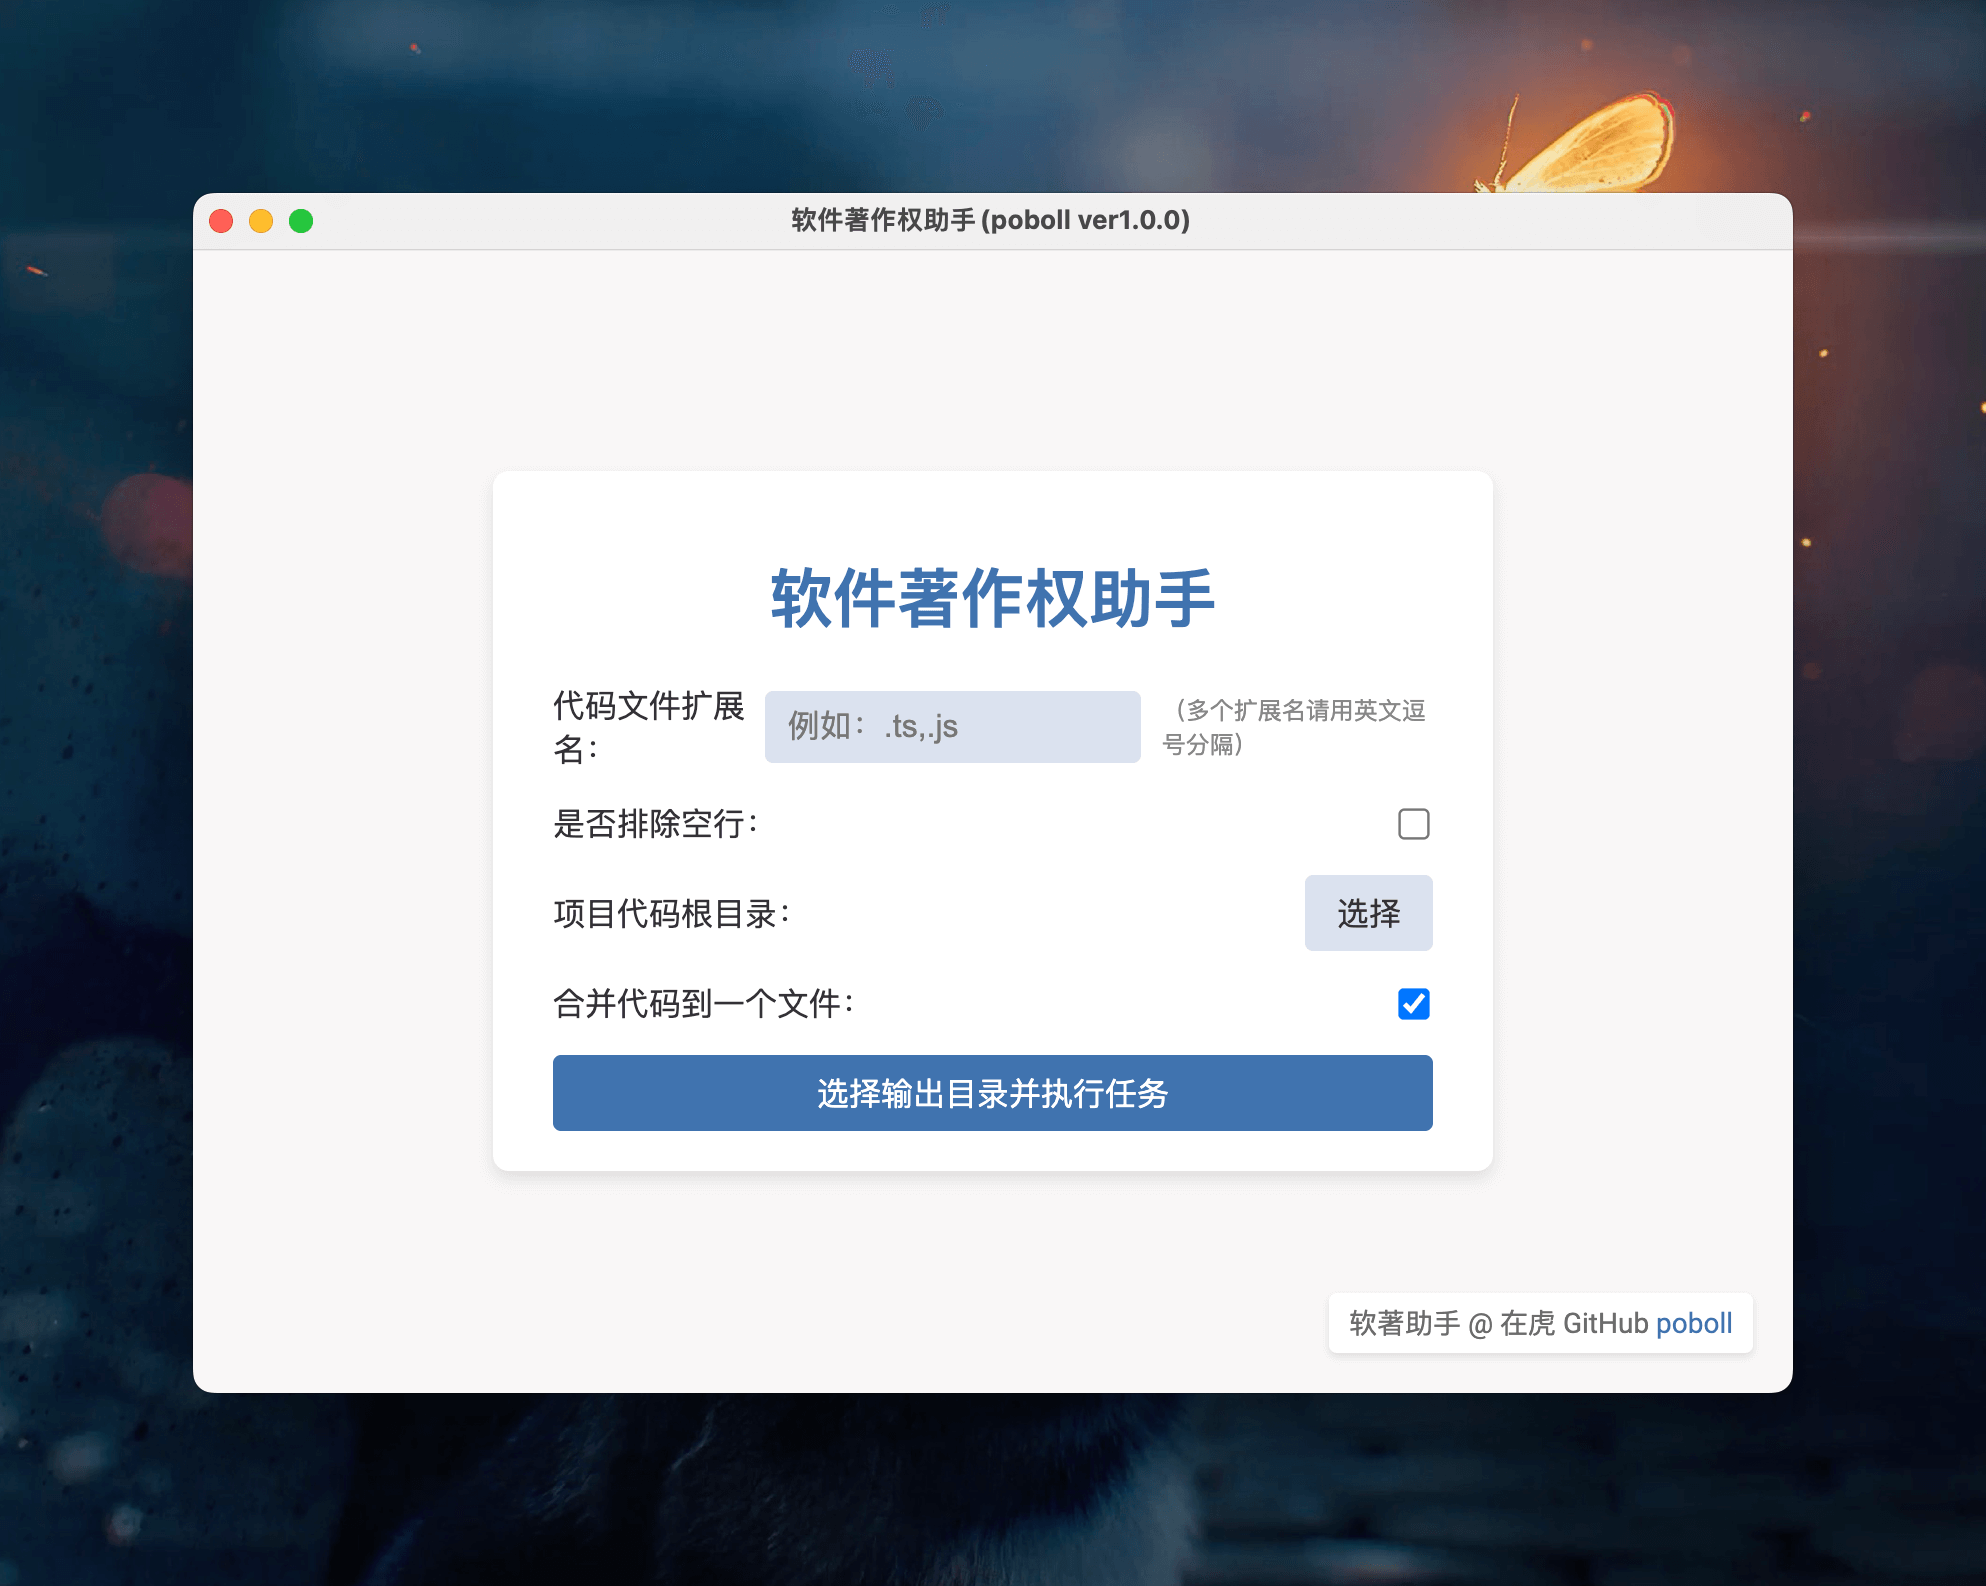 软件著作权助手 (poboll ver1.0.0)
软件著作权助手
代码文件扩展
名：
例如：.ts,.js
（多个扩展名请用英文逗
号分隔）
是否排除空行：
项目代码根目录：
选择
合并代码到一个文件：
选择输出目录并执行任务
软著助手 @ 在虎 GitHub poboll